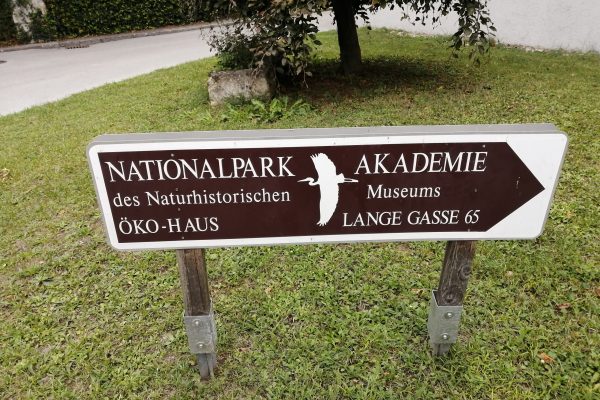 NATIONALPARK AKADEMIE
des Naturhistorischen Museums
ÖKO-HAUS LANGE GASSE 65